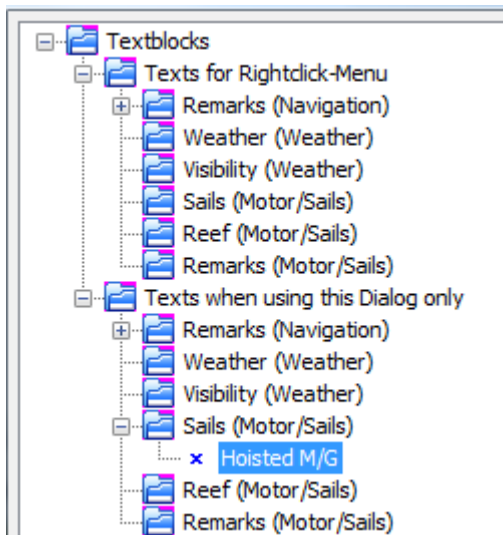 Textblocks
Texts for Rightclick-Menu
Remarks (Navigation)
Weather (Weather)
Visibility (Weather)
Sails (Motor/Sails)
Reef (Motor/Sails)
Remarks (Motor/Sails)
Texts when using this Dialog only
Remarks (Navigation)
Weather (Weather)
Visibility (Weather)
Sails (Motor/Sails)
Hoisted M/G
Reef (Motor/Sails)
Remarks (Motor/Sails)